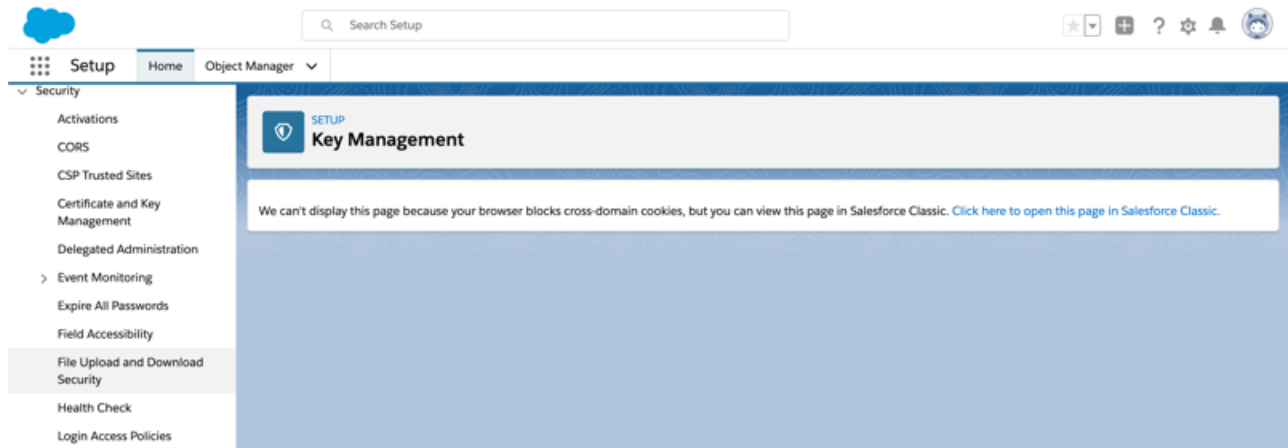 Search Setup
Setup
Home
Object Manager
Security
Activations
CORS
CSP Trusted Sites
Certificate and Key
Management
Delegated Administration
Event Monitoring
Expire All Passwords
Field Accessibility
File Upload and Download
Security
Health Check
Login Access Policies
SETUP
Key Management
We can't display this page because your browser blocks cross-domain cookies, but you can view this page in Salesforce Classic. Click here to open this page in Salesforce Classic.